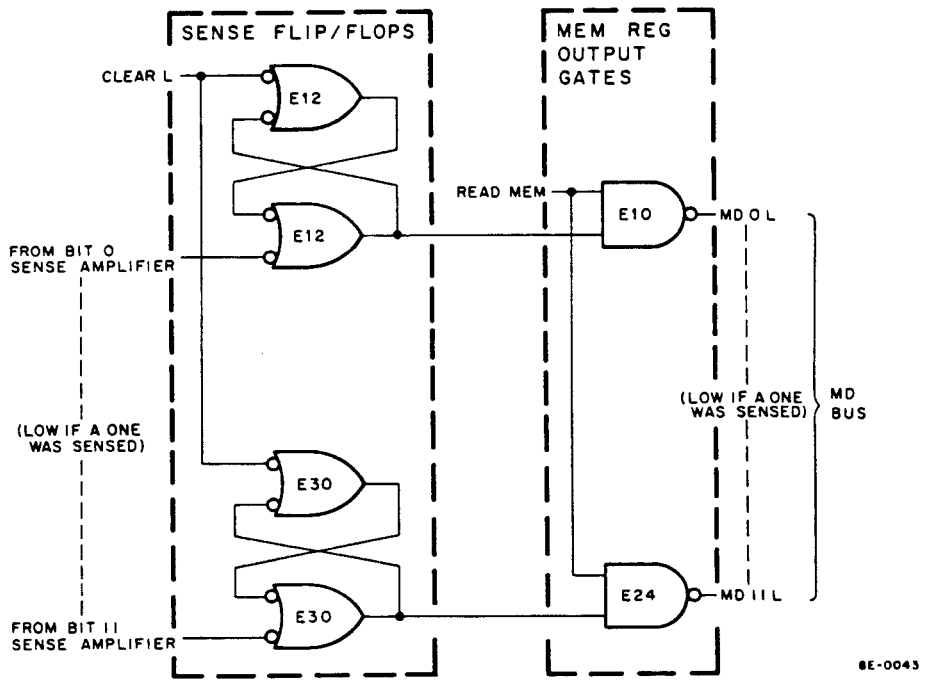 SENSE FLIP/FLOPS
MEM REG
OUTPUT
GATES
CLEAR L
E12
READ MEM
E10
MD 0 L
E12
FROM BIT 0
SENSE AMPLIFIER
(LOW IF A ONE
WAS SENSED)
(LOW IF A ONE
WAS SENSED)
MD
BUS
E30
E24
MD 11 L
E30
FROM BIT 11
SENSE AMPLIFIER
8E-0043